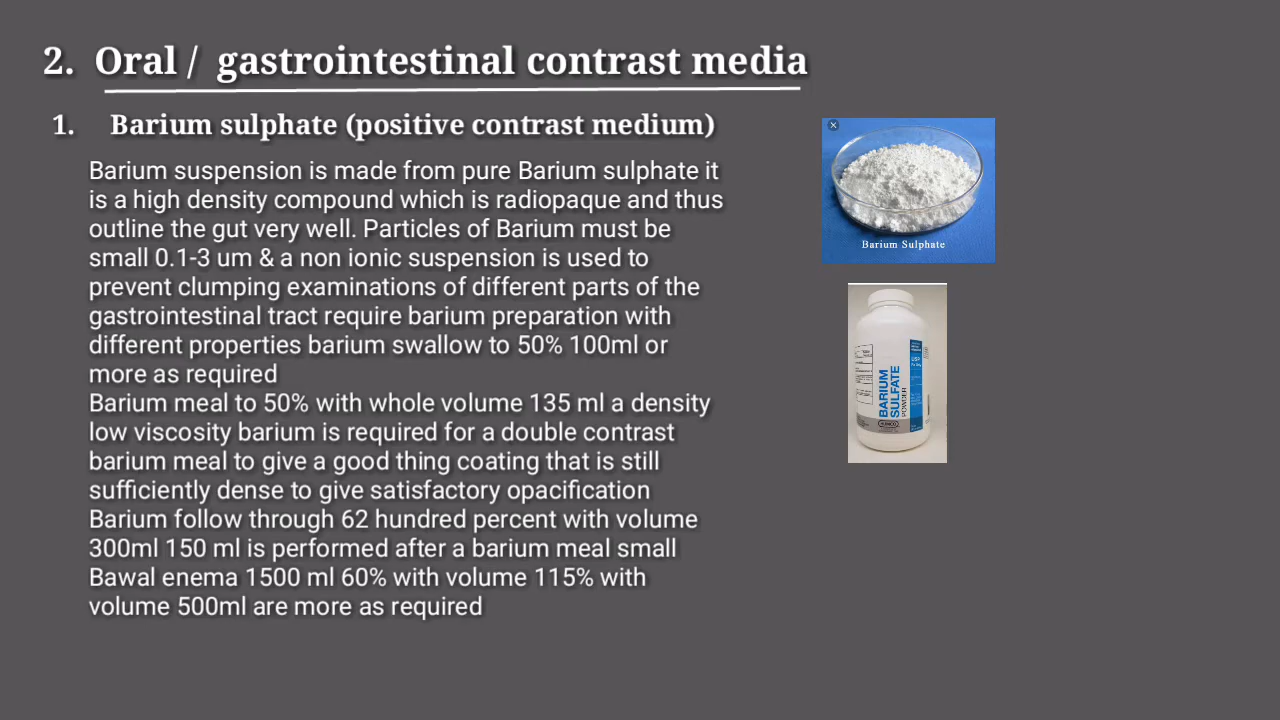 2. Oral / gastrointestinal contrast media
1. Barium sulphate (positive contrast medium)
Barium suspension is made from pure Barium sulphate it
is a high density compound which is radiopaque and thus
outline the gut very well. Particles of Barium must be
small 0.1-3 um & a non ionic suspension is used to
prevent clumping examinations of different parts of the
gastrointestinal tract require barium preparation with
different properties barium swallow to 50% 100ml or
more as required
Barium meal to 50% with whole volume 135 ml a density
low viscosity barium is required for a double contrast
barium meal to give a good thing coating that is still
sufficiently dense to give satisfactory opacification
Barium follow through 62 hundred percent with volume
300ml 150 ml is performed after a barium meal small
Bawal enema 1500 ml 60% with volume 115% with
volume 500ml are more as required
Barium Sulphate
USP
BARIUM
SULFATE
POWDER